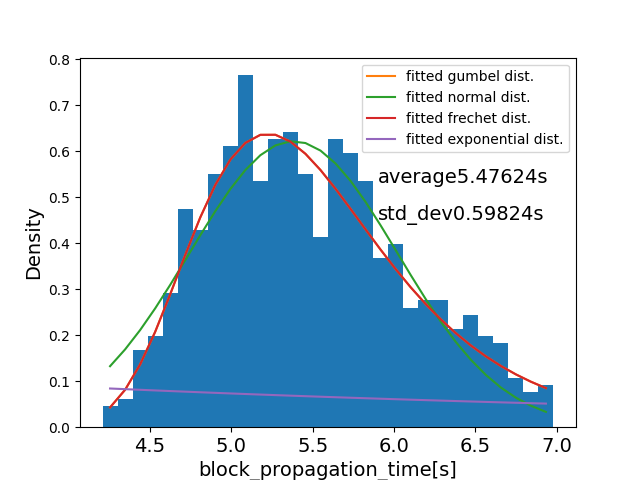 0.8
0.7
0.6
0.5
0.4
0.3
0.2
0.1
0.0
Density
fitted gumbel dist.
fitted normal dist.
fitted frechet dist.
fitted exponential dist.
average5.47624s
std_dev0.59824s
4.5 5.0 5.5 6.0 6.5 7.0
block_propagation_time[s]